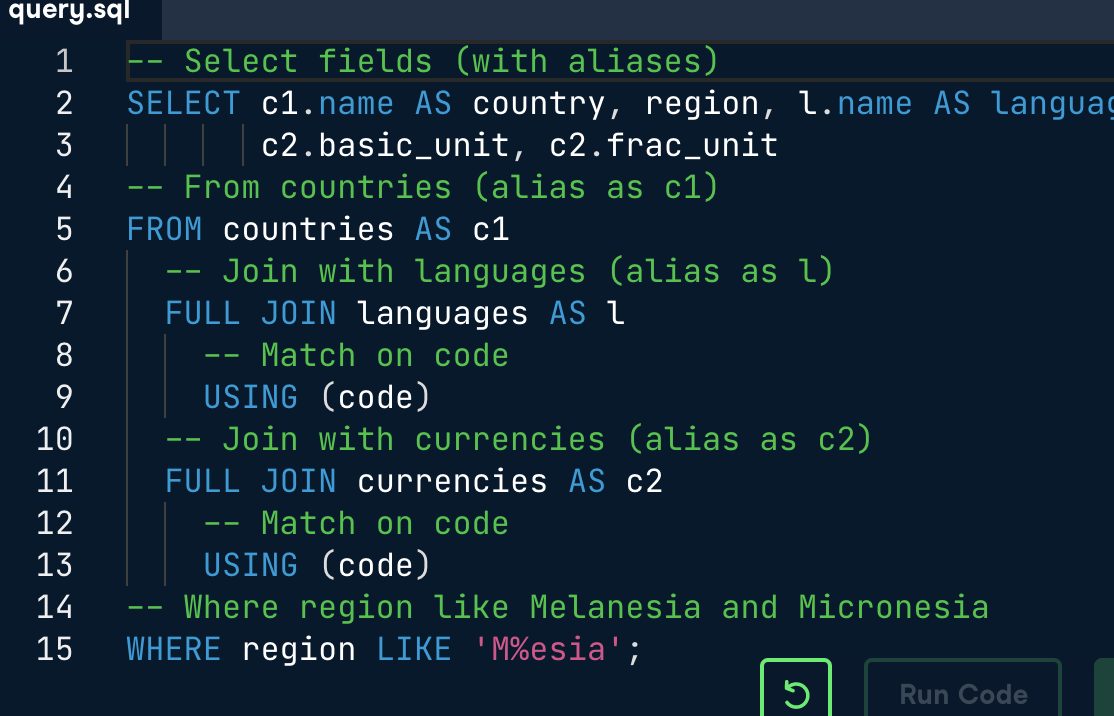 query.sql
1 -- Select fields (with aliases)
2 SELECT c1.name AS country, region, l.name AS languag
3 c2.basic_unit, c2.frac_unit
4 -- From countries (alias as c1)
5 FROM countries AS c1
6 -- Join with languages (alias as l)
7 FULL JOIN languages AS l
8 -- Match on code
9 USING (code)
10 -- Join with currencies (alias as c2)
11 FULL JOIN currencies AS c2
12 -- Match on code
13 USING (code)
14 -- Where region like Melanesia and Micronesia
15 WHERE region LIKE 'M%esia';
Run Code